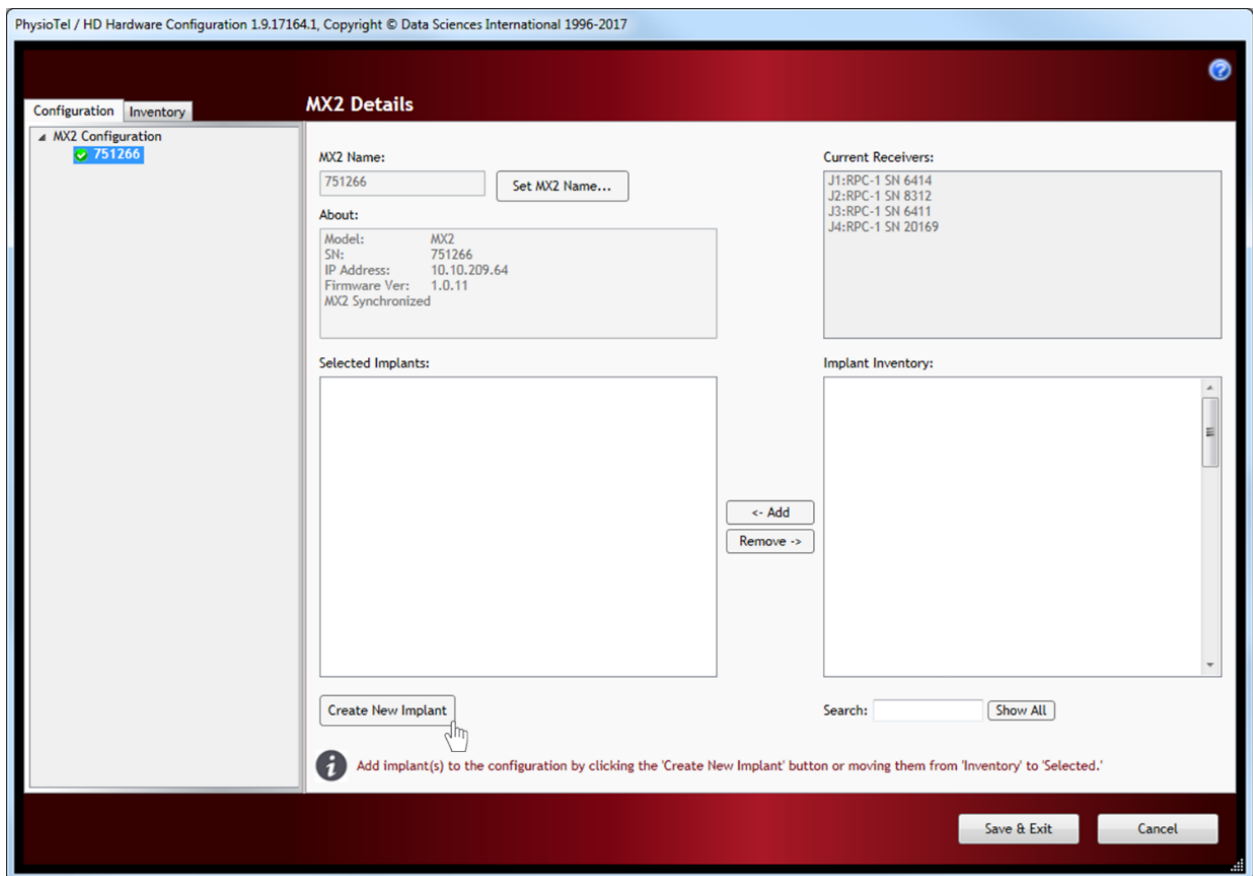 PhysioTel / HD Hardware Configuration 1.9.17164.1, Copyright © Data Sciences International 1996-2017
Configuration
Inventory
MX2 Details
MX2 Configuration
751266
MX2 Name:
751266
Set MX2 Name...
About:
Model: MX2
SN: 751266
IP Address: 10.10.209.64
Firmware Ver: 1.0.11
MX2 Synchronized
Current Receivers:
J1:RPC-1 SN 6414
J2:RPC-1 SN 8312
J3:RPC-1 SN 6411
J4:RPC-1 SN 20169
Selected Implants:
Implant Inventory:
<- Add
Remove ->
Create New Implant
Search:
Show All
Add implant(s) to the configuration by clicking the 'Create New Implant' button or moving them from 'Inventory' to 'Selected.'
Save & Exit
Cancel